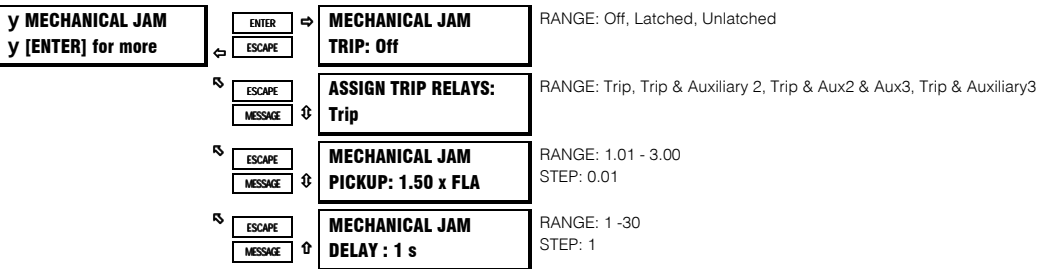 y MECHANICAL JAM
y [ENTER] for more
ENTER
ESCAPE
MECHANICAL JAM
TRIP: Off
RANGE: Off, Latched, Unlatched
ESCAPE
MESSAGE
ASSIGN TRIP RELAYS:
Trip
RANGE: Trip, Trip & Auxiliary 2, Trip & Aux2 & Aux3, Trip & Auxiliary3
ESCAPE
MESSAGE
MECHANICAL JAM
PICKUP: 1.50 x FLA
RANGE: 1.01 - 3.00
STEP: 0.01
ESCAPE
MESSAGE
MECHANICAL JAM
DELAY : 1 s
RANGE: 1 -30
STEP: 1